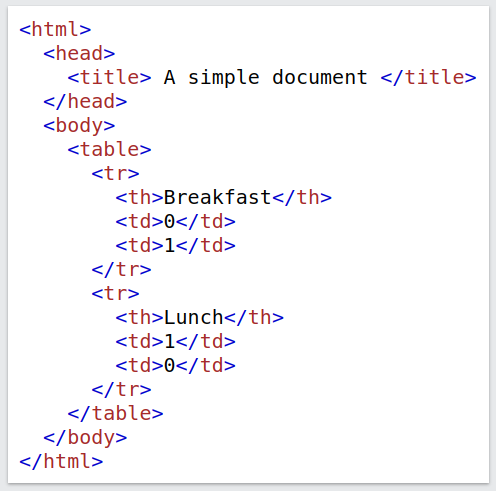 <html>
  <head>
    <title> A simple document </title>
  </head>
  <body>
    <table>
      <tr>
        <th>Breakfast</th>
        <td>0</td>
        <td>1</td>
      </tr>
      <tr>
        <th>Lunch</th>
        <td>1</td>
        <td>0</td>
      </tr>
    </table>
  </body>
</html>